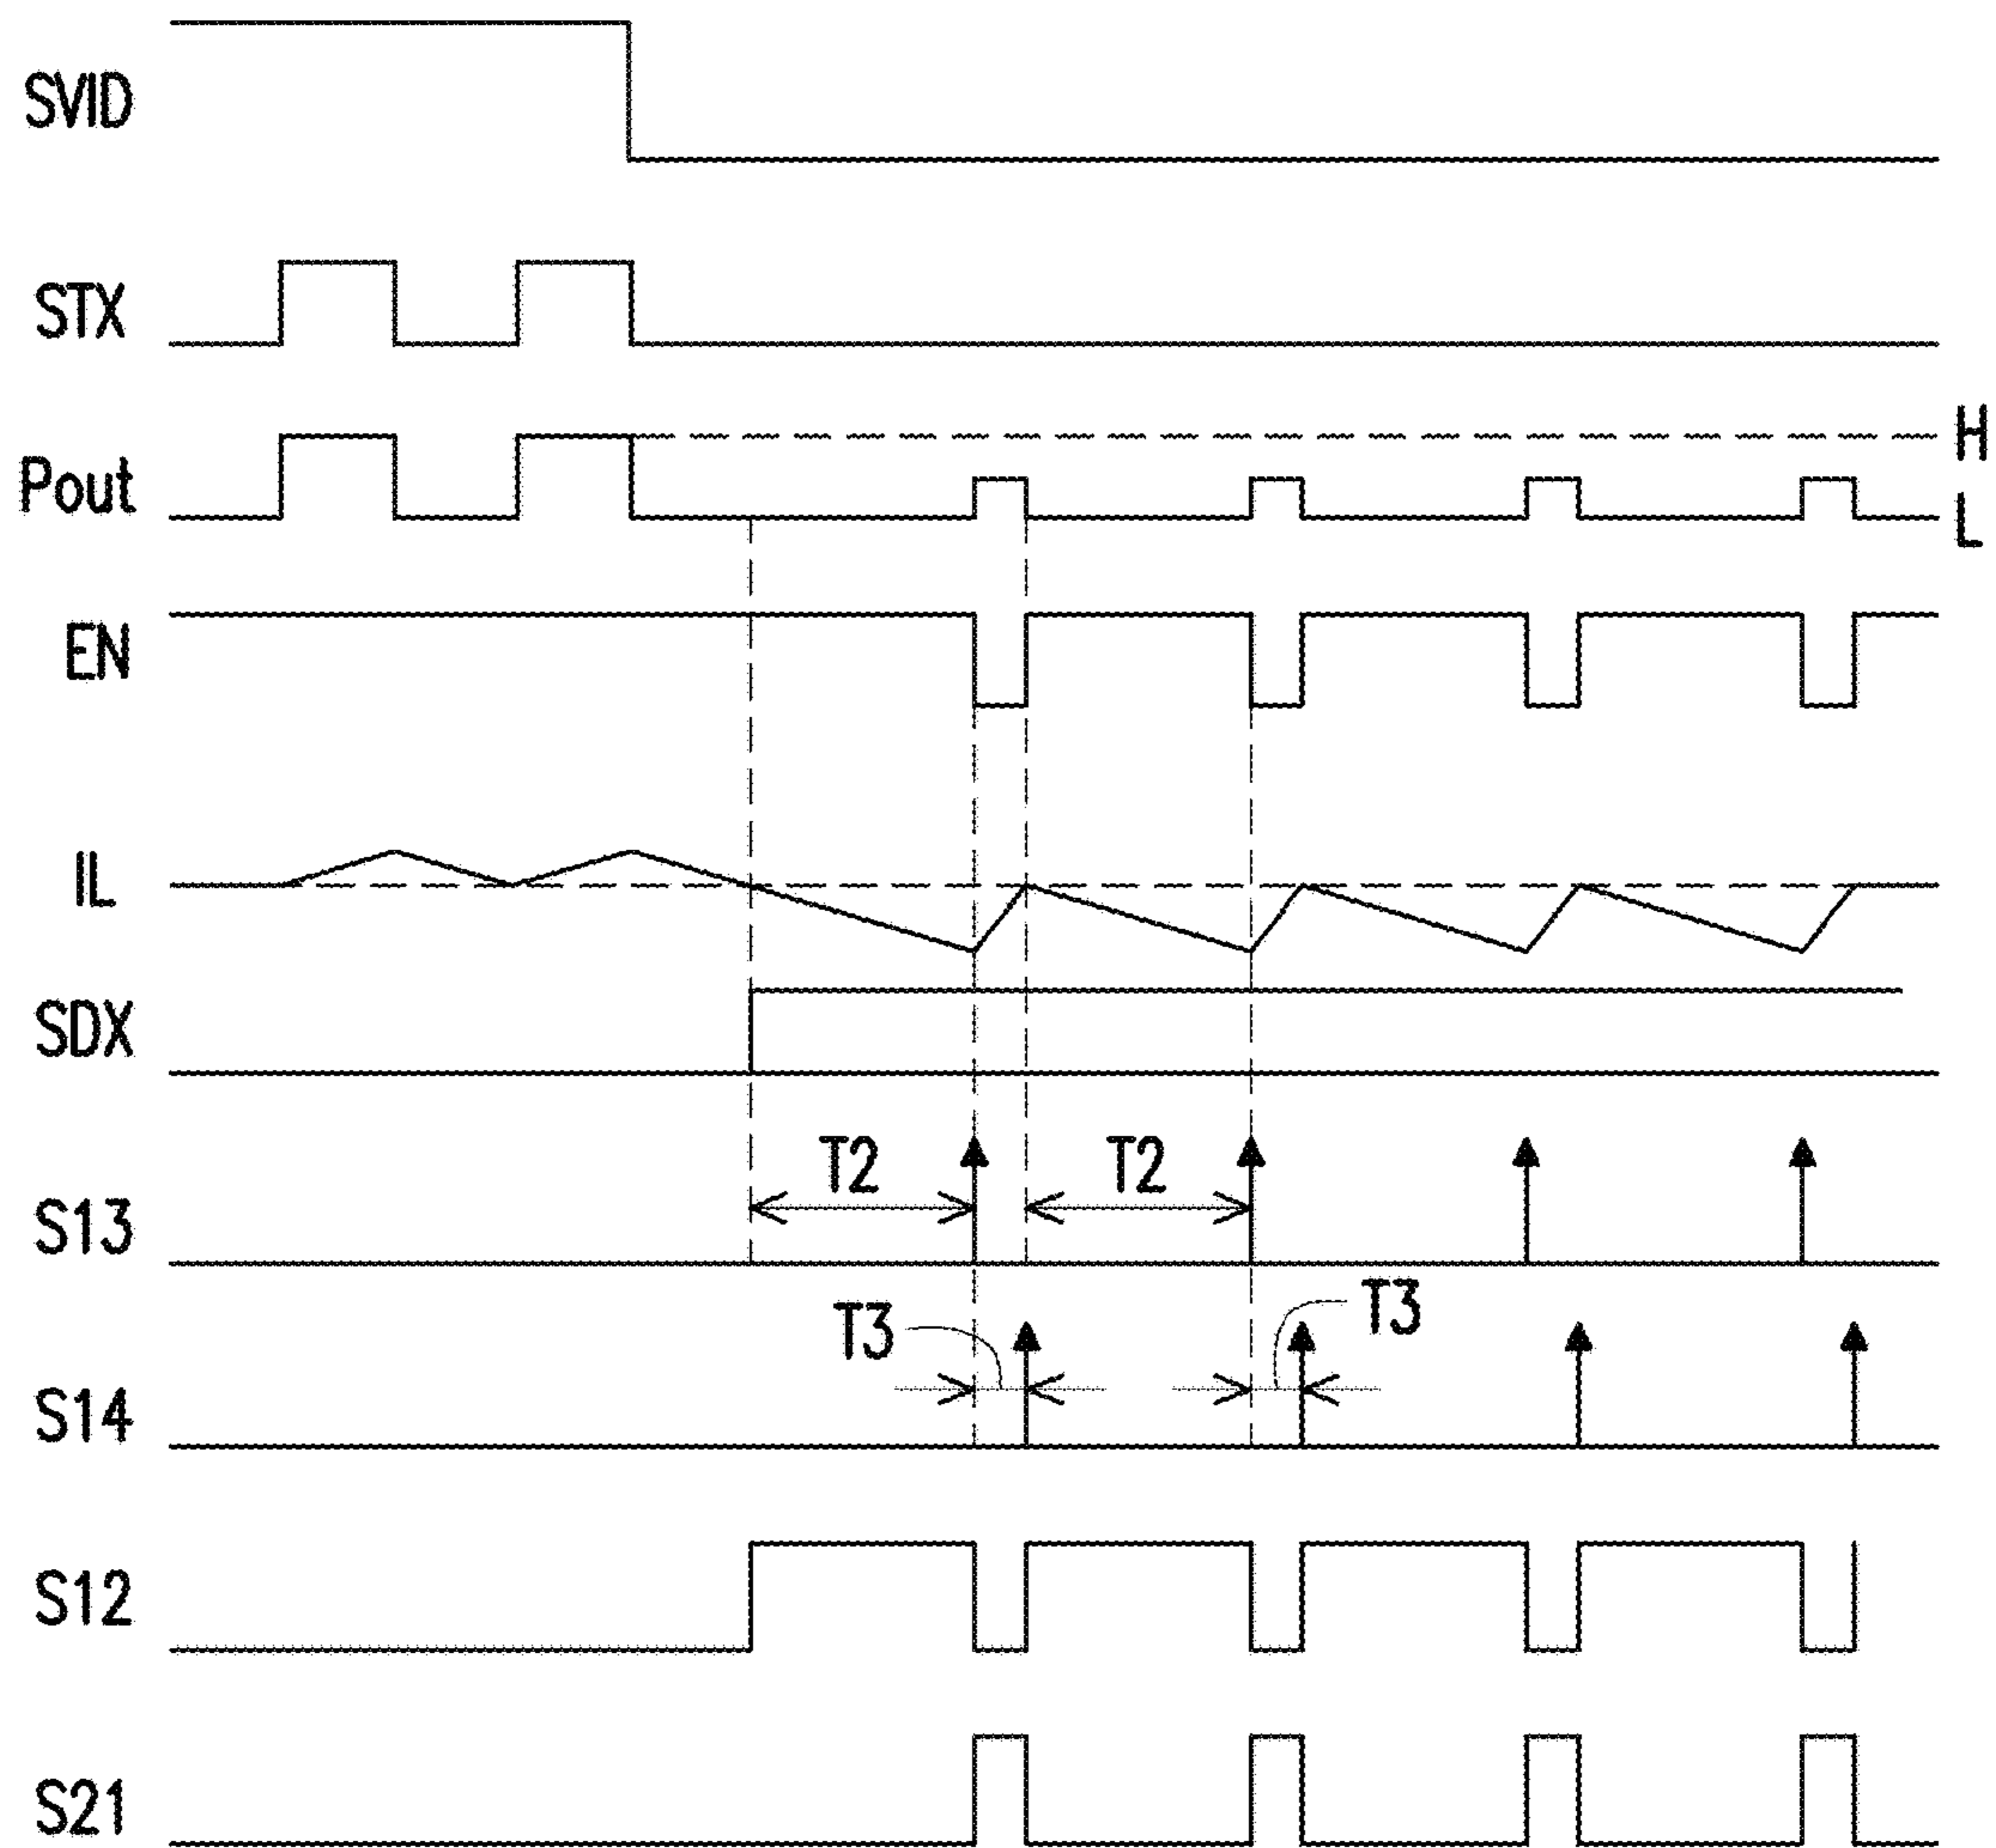 SVID
STX
H
Pout
L
EN
IL
SDX
T2 T2
S13
T3 T3
S14
S12
S21